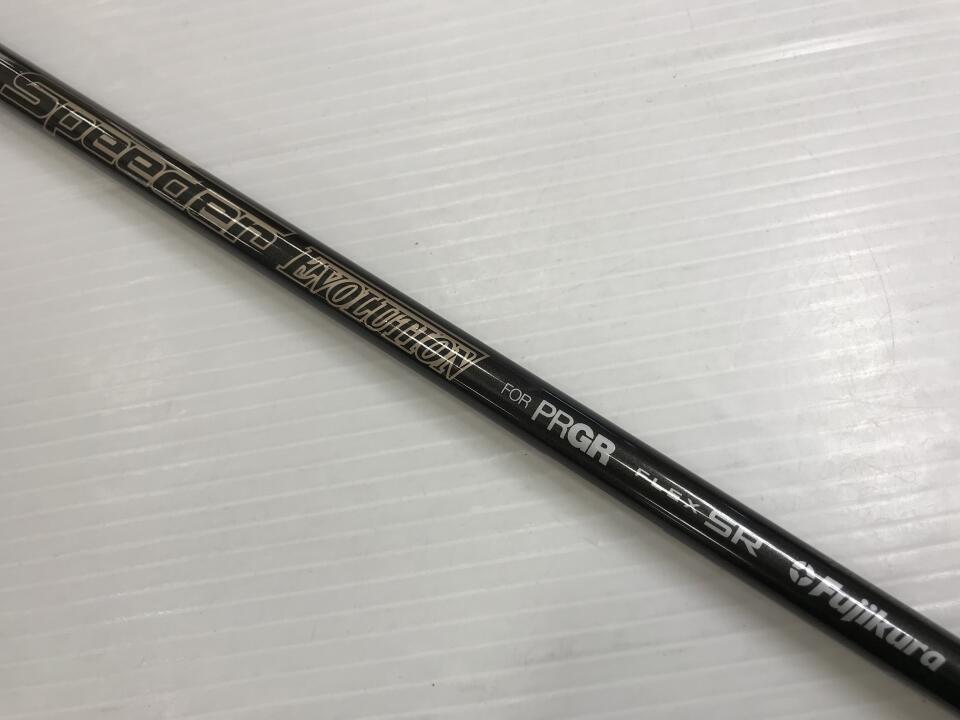 Speeder EVOLUTION FOR PRGR FLEX SR Fujikura